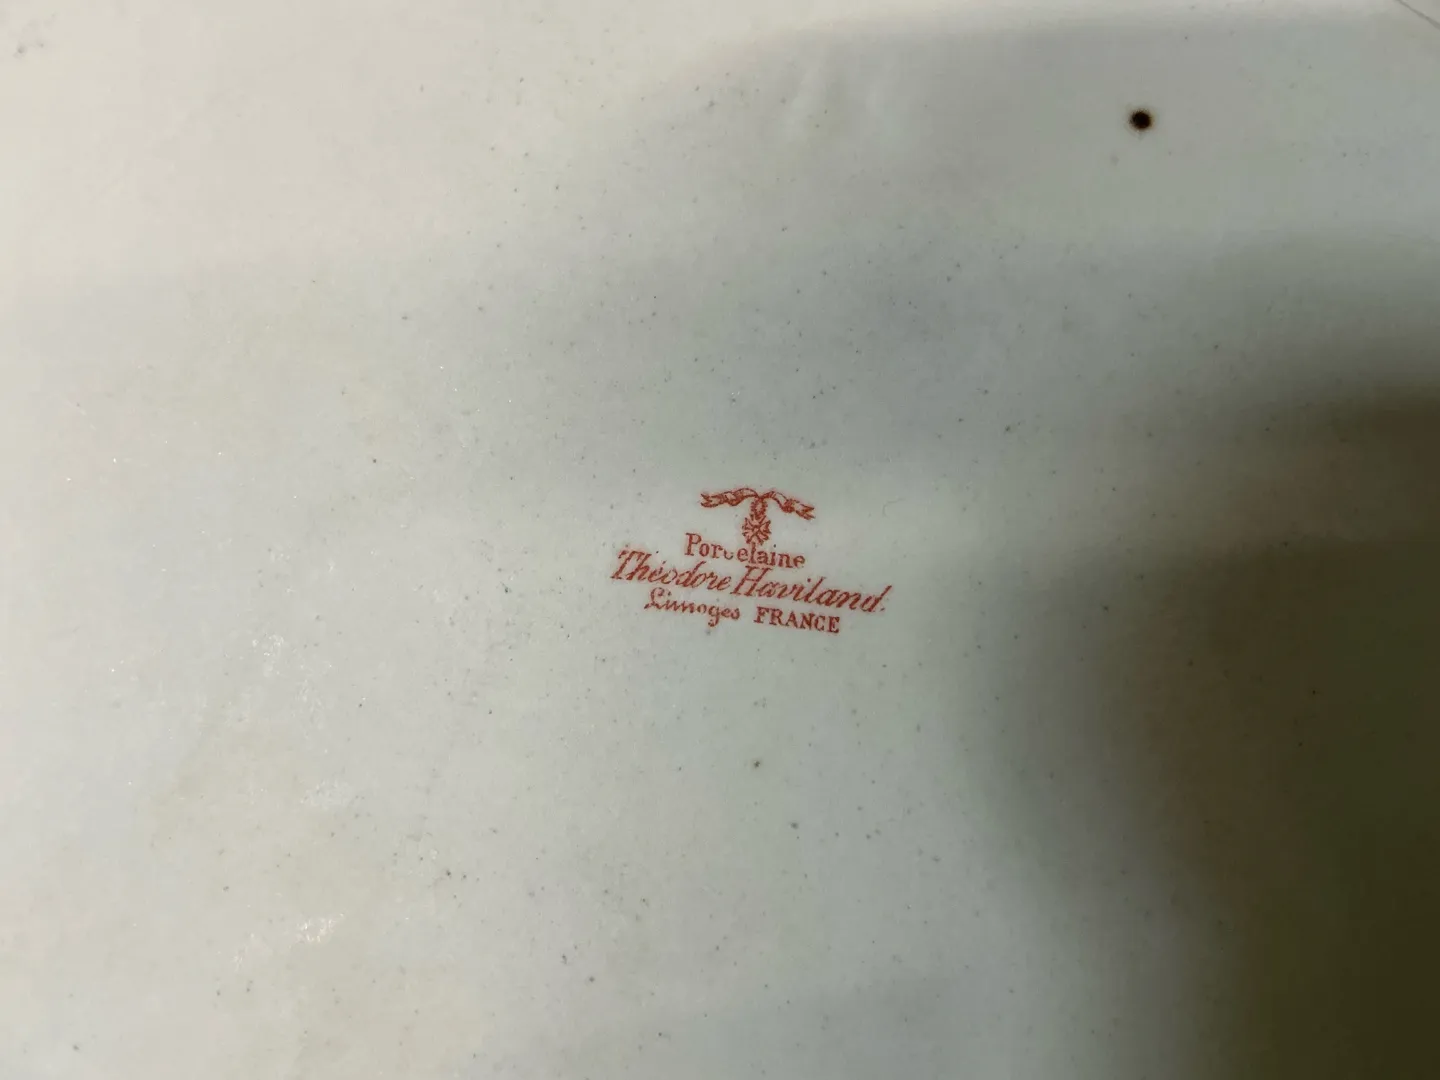 Porcelaine
Théodore Haviland.
Limoges FRANCE